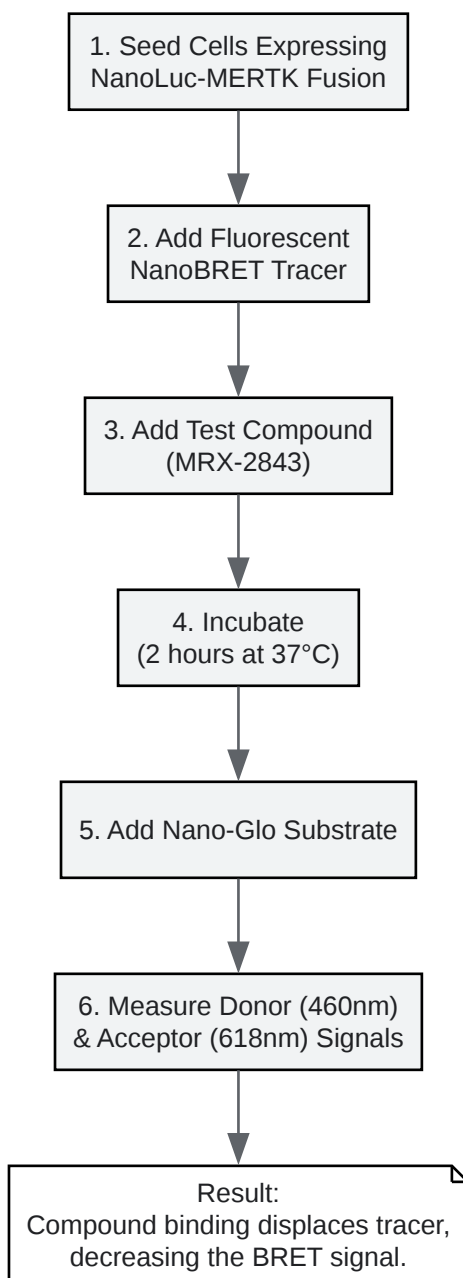 1. Seed Cells Expressing
NanoLuc-MERTK Fusion
2. Add Fluorescent
NanoBRET Tracer
3. Add Test Compound
(MRX-2843)
4. Incubate
(2 hours at 37°C)
5. Add Nano-Glo Substrate
6. Measure Donor (460nm)
& Acceptor (618nm) Signals
Result:
Compound binding displaces tracer,
decreasing the BRET signal.